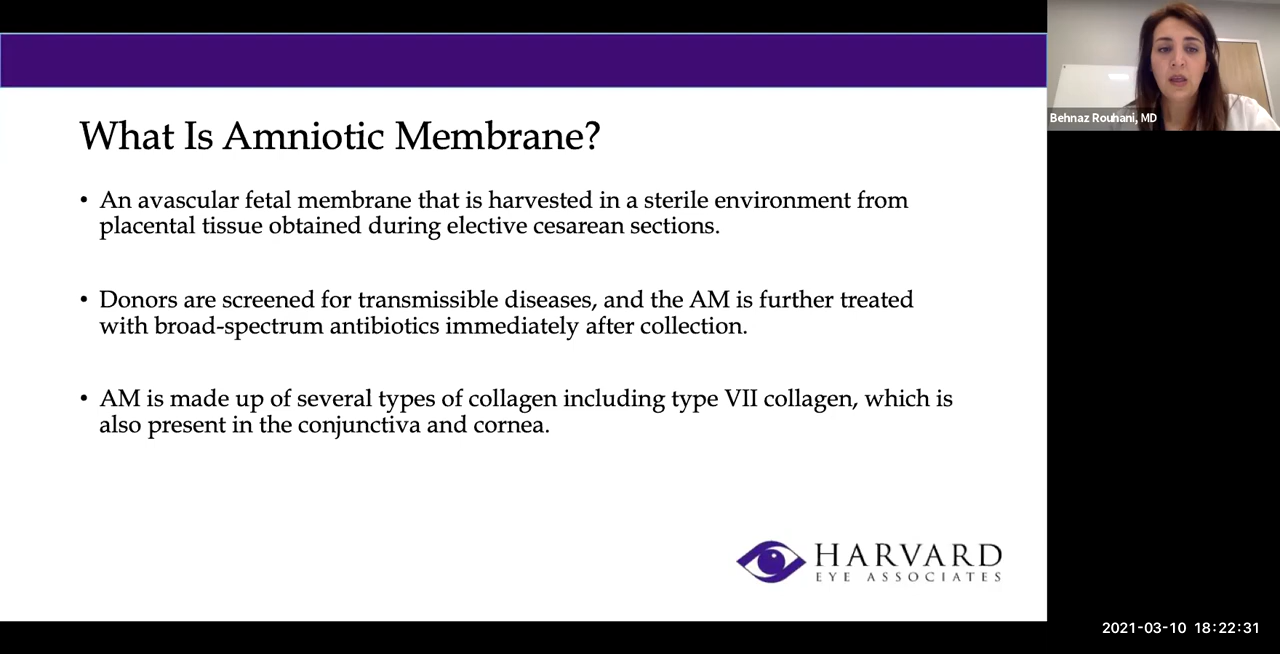 What Is Amniotic Membrane?
• An avascular fetal membrane that is harvested in a sterile environment from
placental tissue obtained during elective cesarean sections.
• Donors are screened for transmissible diseases, and the AM is further treated
with broad-spectrum antibiotics immediately after collection.
• AM is made up of several types of collagen including type VII collagen, which is
also present in the conjunctiva and cornea.
HARVARD
EYE ASSOCIATES
Behnaz Rouhani, MD
2021-03-10 18:22:31